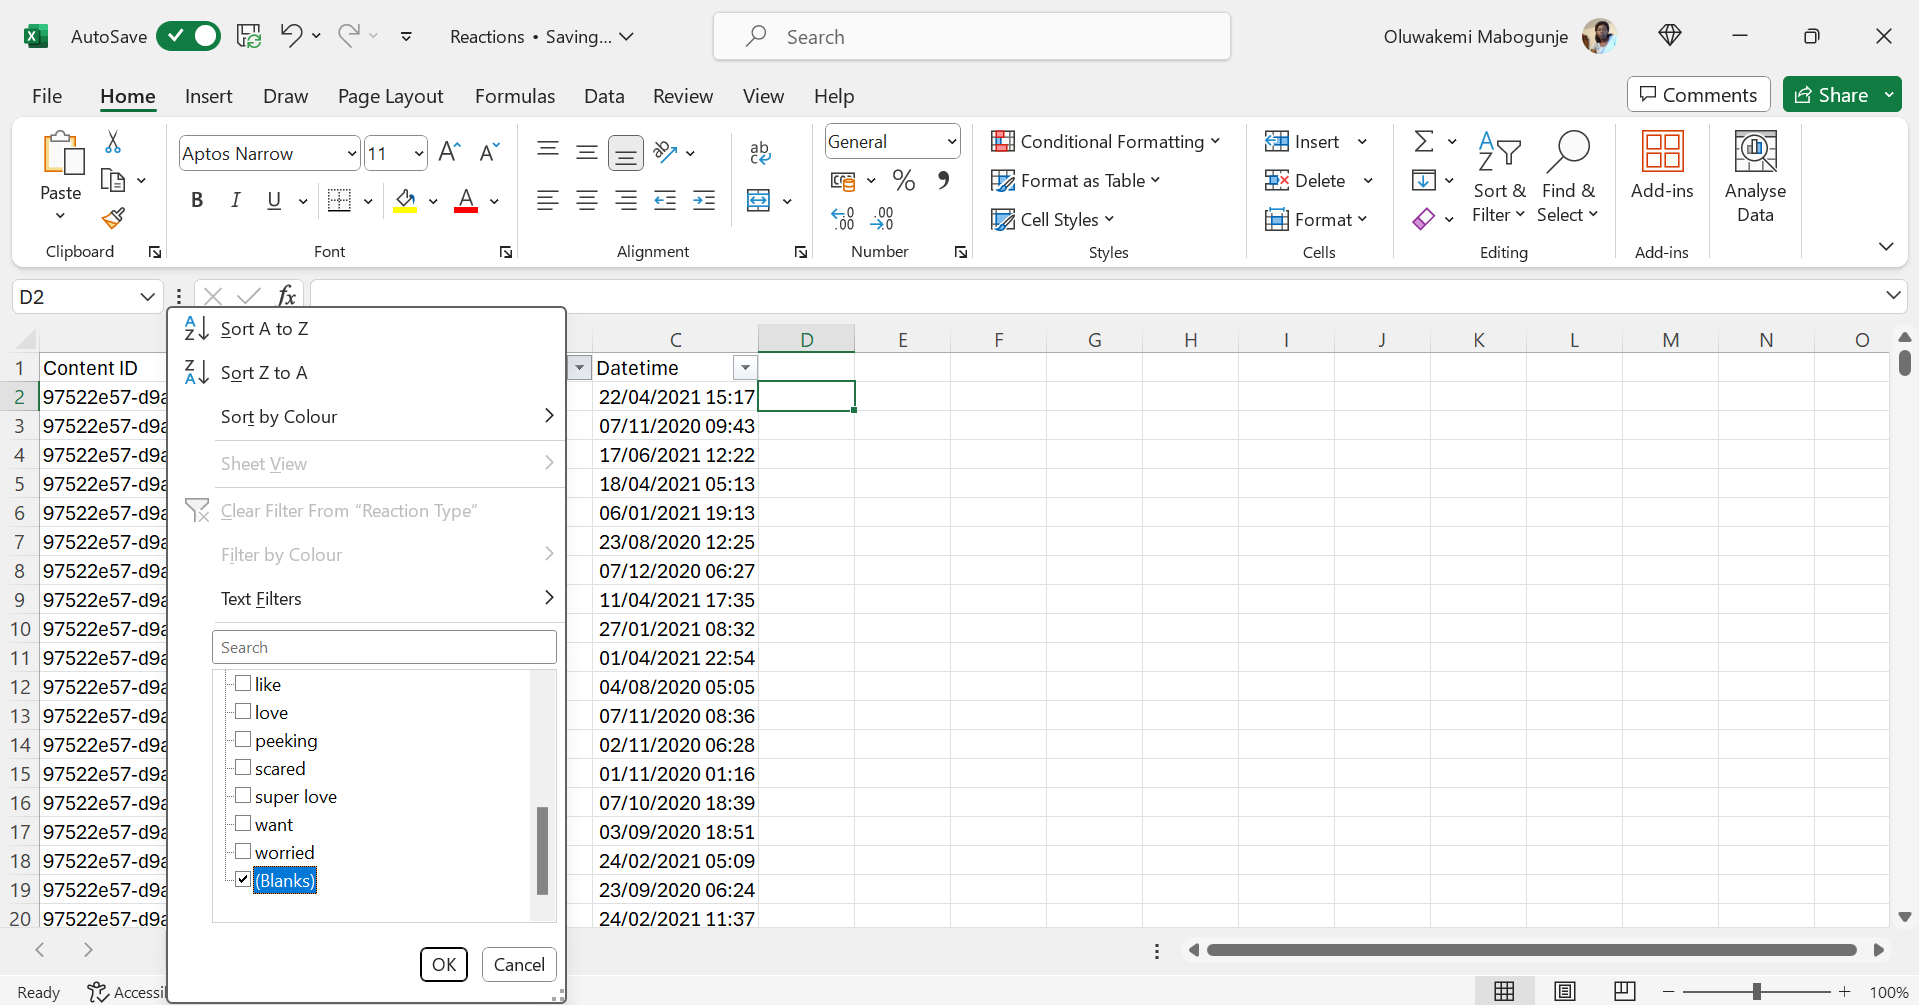 AutoSave
Reactions • Saving...
Search
Oluwakemi Mabogunje
File Home Insert Draw Page Layout Formulas Data Review View Help
Comments Share
Paste
Clipboard
Aptos Narrow 11
B I U
Font
ab
Alignment
General
% 
Number
Conditional Formatting
Format as Table
Cell Styles
Styles
Insert
Delete
Format
Cells
Sort & Filter
Find & Select
Editing
Add-ins
Add-ins
Analyse Data
D2
fx
Sort A to Z
Sort Z to A
Sort by Colour
Sheet View
Clear Filter From “Reaction Type”
Filter by Colour
Text Filters
Search
like
love
peeking
scared
super love
want
worried
(Blanks)
OK Cancel
C D E F G H I J K L M N O
1 Content ID Datetime
2 97522e57-d9a 22/04/2021 15:17
3 97522e57-d9a 07/11/2020 09:43
4 97522e57-d9a 17/06/2021 12:22
5 97522e57-d9a 18/04/2021 05:13
6 97522e57-d9a 06/01/2021 19:13
7 97522e57-d9a 23/08/2020 12:25
8 97522e57-d9a 07/12/2020 06:27
9 97522e57-d9a 11/04/2021 17:35
10 97522e57-d9a 27/01/2021 08:32
11 97522e57-d9a 01/04/2021 22:54
12 97522e57-d9a 04/08/2020 05:05
13 97522e57-d9a 07/11/2020 08:36
14 97522e57-d9a 02/11/2020 06:28
15 97522e57-d9a 01/11/2020 01:16
16 97522e57-d9a 07/10/2020 18:39
17 97522e57-d9a 03/09/2020 18:51
18 97522e57-d9a 24/02/2021 05:09
19 97522e57-d9a 23/09/2020 06:24
20 97522e57-d9a 24/02/2021 11:37
Ready Accessil
100%